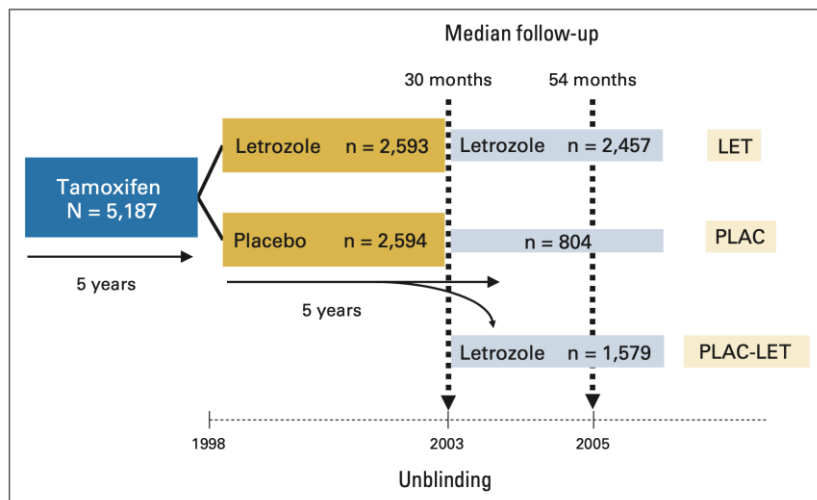 Median follow-up
30 months
54 months
Letrozole n = 2,593
Letrozole n = 2,457
LET
Tamoxifen
N = 5,187
Placebo n = 2,594
n = 804
PLAC
5 years
5 years
Letrozole n = 1,579
PLAC-LET
1998
2003
2005
Unblinding